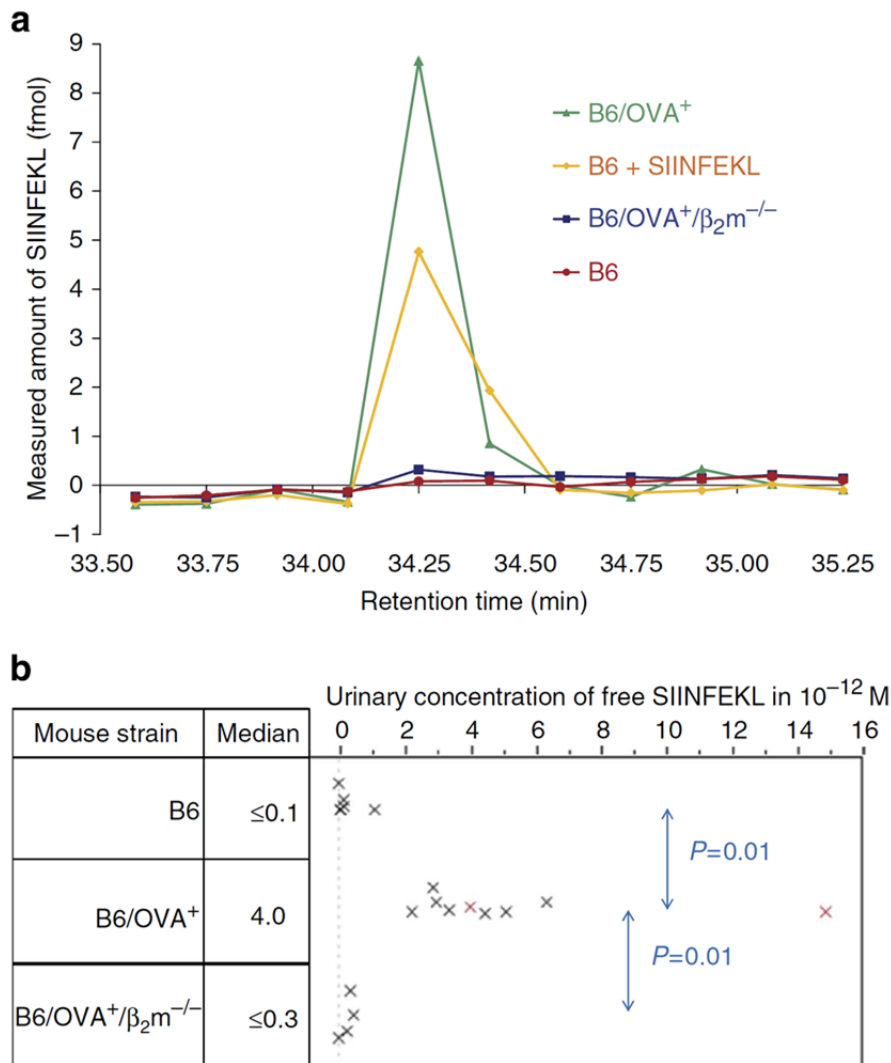 a
Measured amount of SIINFEKL (fmol)
9
8
7
6
5
4
3
2
1
0
–1
33.50 33.75 34.00 34.25 34.50 34.75 35.00 35.25
Retention time (min)
B6/OVA⁺
B6 + SIINFEKL
B6/OVA⁺/β₂m⁻/⁻
B6
b
Urinary concentration of free SIINFEKL in 10⁻¹² M
Mouse strain Median 0 2 4 6 8 10 12 14 16
B6 ≤0.1
P=0.01
B6/OVA⁺ 4.0
P=0.01
B6/OVA⁺/β₂m⁻/⁻ ≤0.3